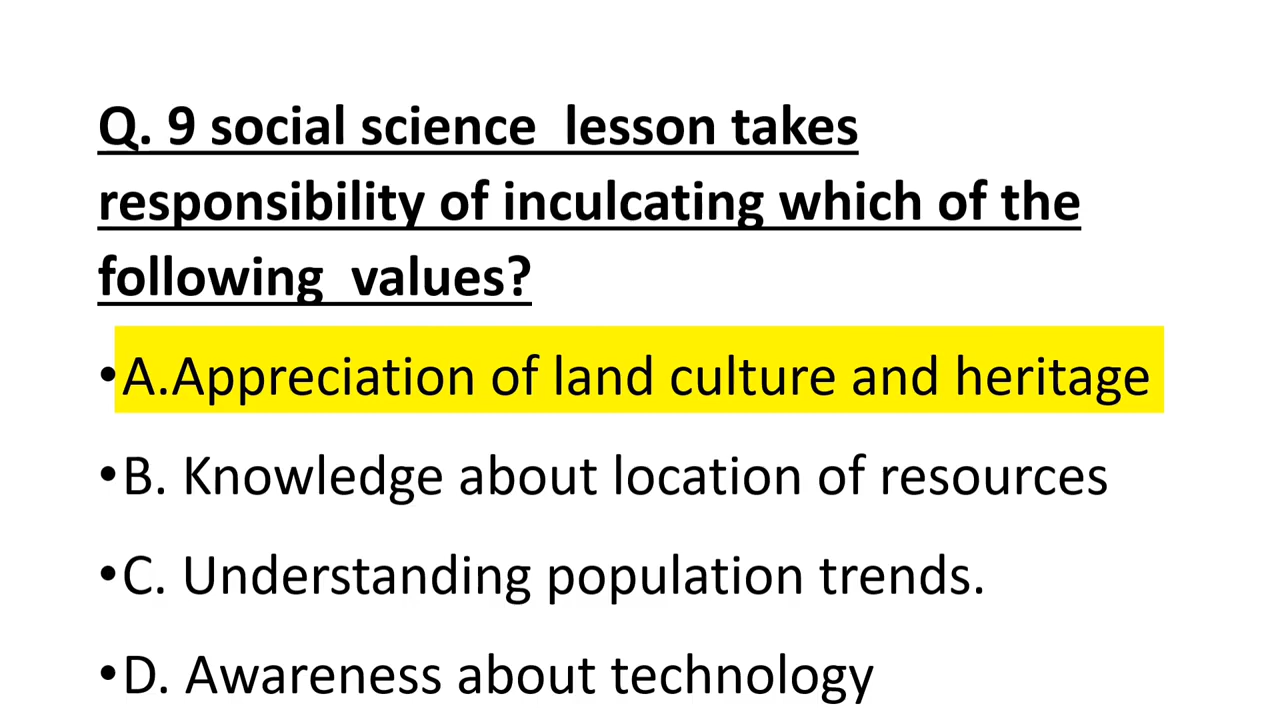 Q. 9 social science  lesson takes
responsibility of inculcating which of the
following  values?
•A.Appreciation of land culture and heritage
•B. Knowledge about location of resources
•C. Understanding population trends.
•D. Awareness about technology